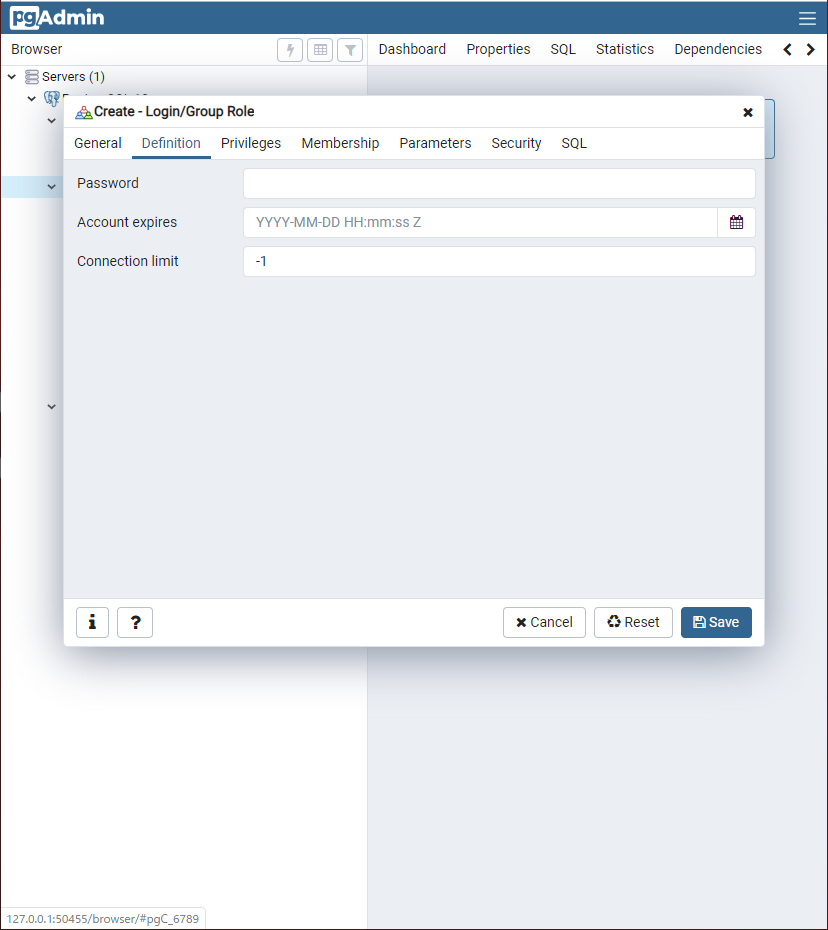 pgAdmin
Browser
Dashboard Properties SQL Statistics Dependencies
Servers (1)
Create - Login/Group Role
General Definition Privileges Membership Parameters Security SQL
Password
Account expires YYYY-MM-DD HH:mm:ss Z
Connection limit -1
i ? Cancel Reset Save
127.0.0.1:50455/browser/#pgC_6789